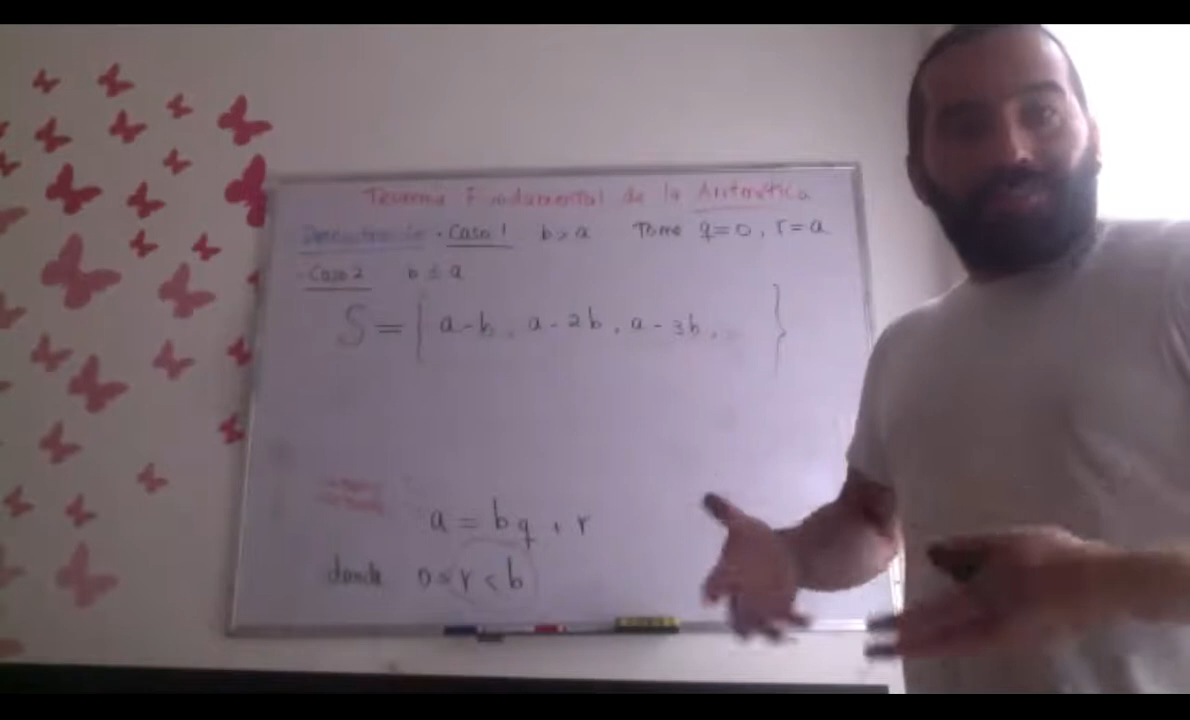 Teorema Fundamental de la Aritmética
Demostración · Caso 1 b > a Tome q=0, r=a
· Caso 2 b ≤ a
S = { a-b, a-2b, a-3b, ... }
a = bq + r
donde 0≤r<b